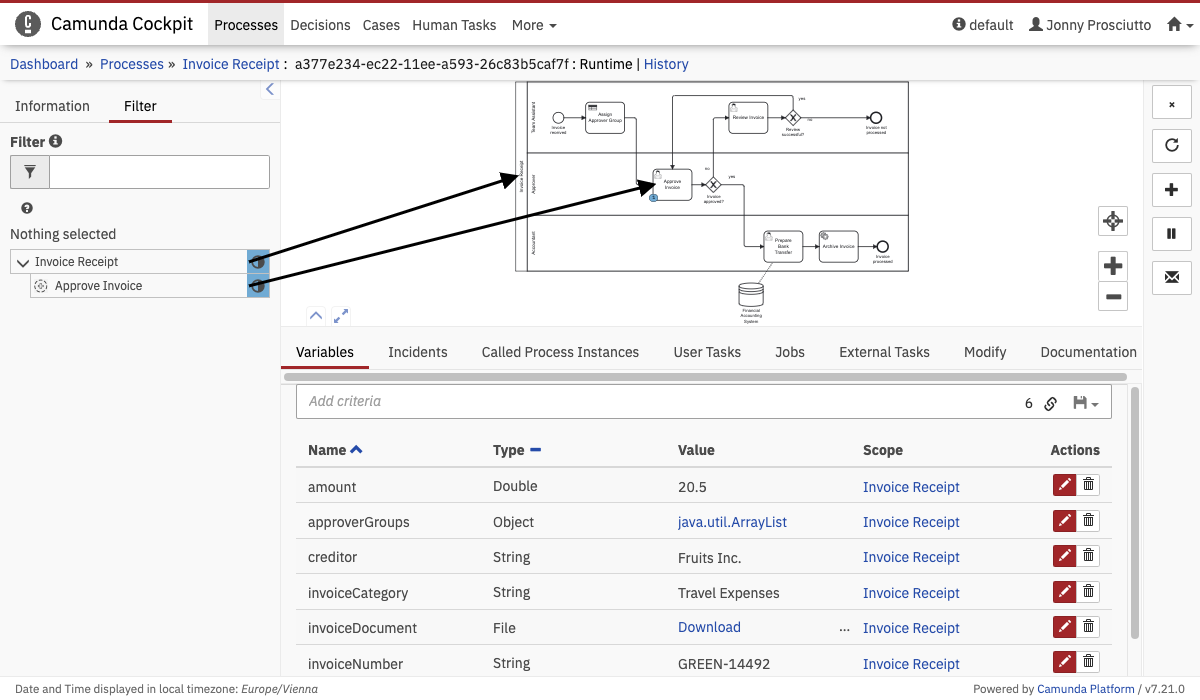 Camunda Cockpit Processes Decisions Cases Human Tasks More default Jonny Prosciutto
Dashboard » Processes » Invoice Receipt : a377e234-ec22-11ee-a593-26c83b5caf7f : Runtime | History
Information Filter
Filter
Nothing selected
Invoice Receipt
Approve Invoice
Invoice Receipt
Team Assistant
Approver
Accountant
Invoice
received
Assign
Approver Group
Review Invoice
yes
no
Review
successful?
Invoice not
processed
Approve
Invoice
1
no
yes
Invoice
approved?
Prepare
Bank
Transfer
Archive Invoice
Invoice
processed
Financial
Accounting
System
Variables Incidents Called Process Instances User Tasks Jobs External Tasks Modify Documentation
Add criteria 6
Name Type Value Scope Actions
amount Double 20.5 Invoice Receipt
approverGroups Object java.util.ArrayList Invoice Receipt
creditor String Fruits Inc. Invoice Receipt
invoiceCategory String Travel Expenses Invoice Receipt
invoiceDocument File Download ... Invoice Receipt
invoiceNumber String GREEN-14492 Invoice Receipt
Date and Time displayed in local timezone: Europe/Vienna Powered by Camunda Platform / v7.21.0